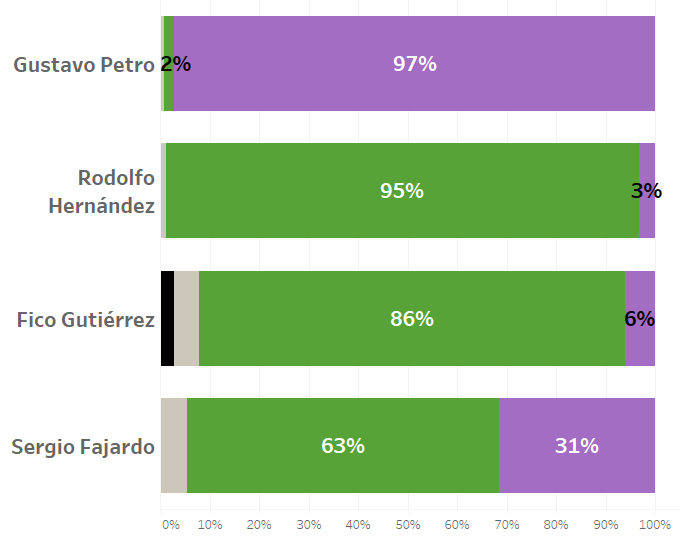 Gustavo Petro 2% 97%
Rodolfo
Hernández 95% 3%
Fico Gutiérrez 86% 6%
Sergio Fajardo 63% 31%
0% 10% 20% 30% 40% 50% 60% 70% 80% 90% 100%